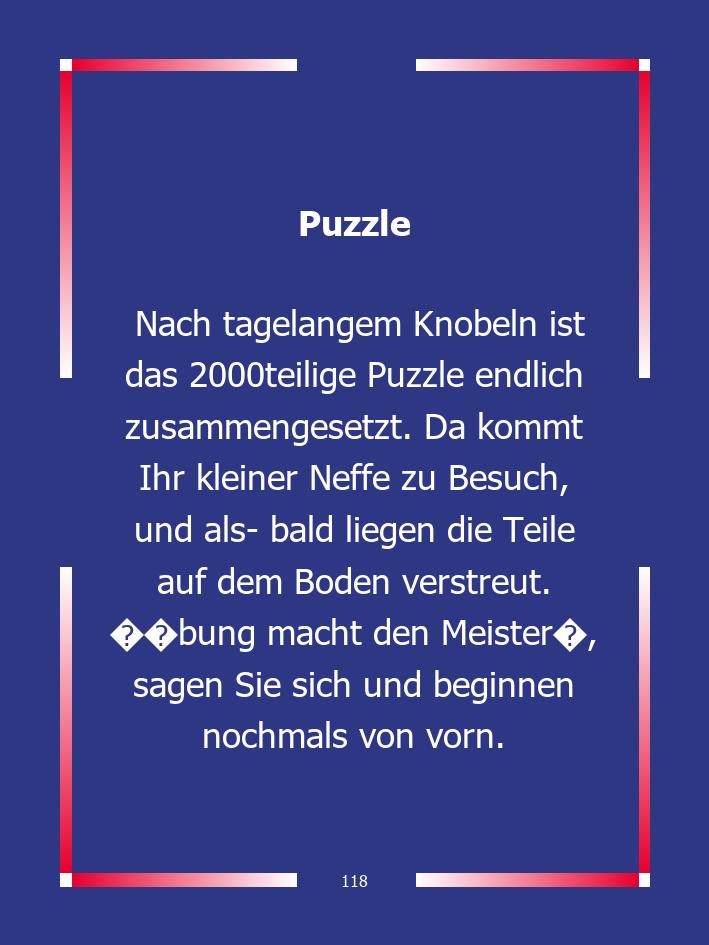 Puzzle
Nach tagelangem Knobeln ist
das 2000teilige Puzzle endlich
zusammengesetzt. Da kommt
Ihr kleiner Neffe zu Besuch,
und als- bald liegen die Teile
auf dem Boden verstreut.
��bung macht den Meister�,
sagen Sie sich und beginnen
nochmals von vorn.
118